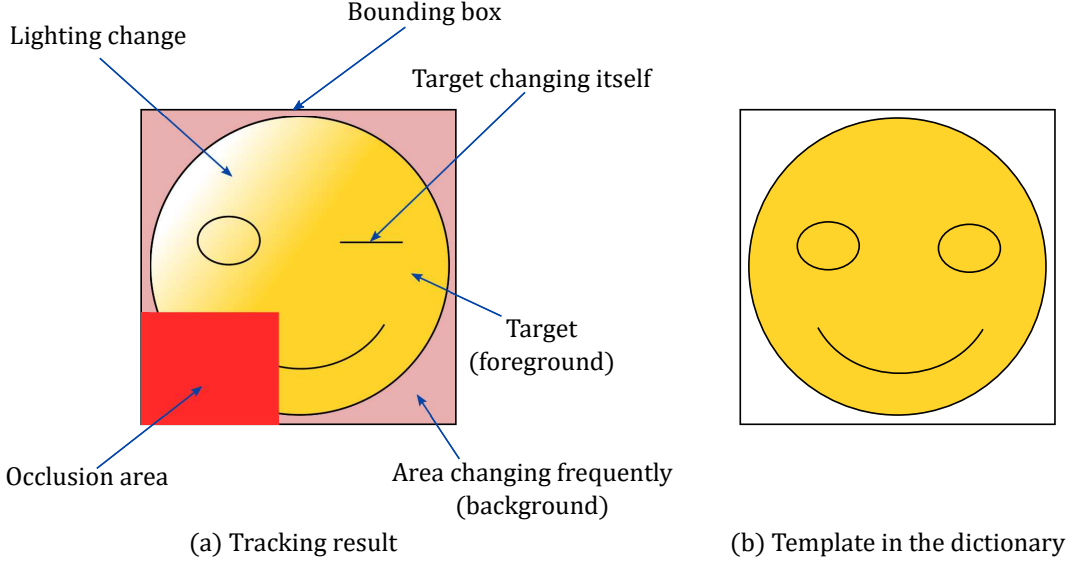 Bounding box
Lighting change
Target changing itself
Target
(foreground)
Occlusion area
Area changing frequently
(background)
(a) Tracking result
(b) Template in the dictionary